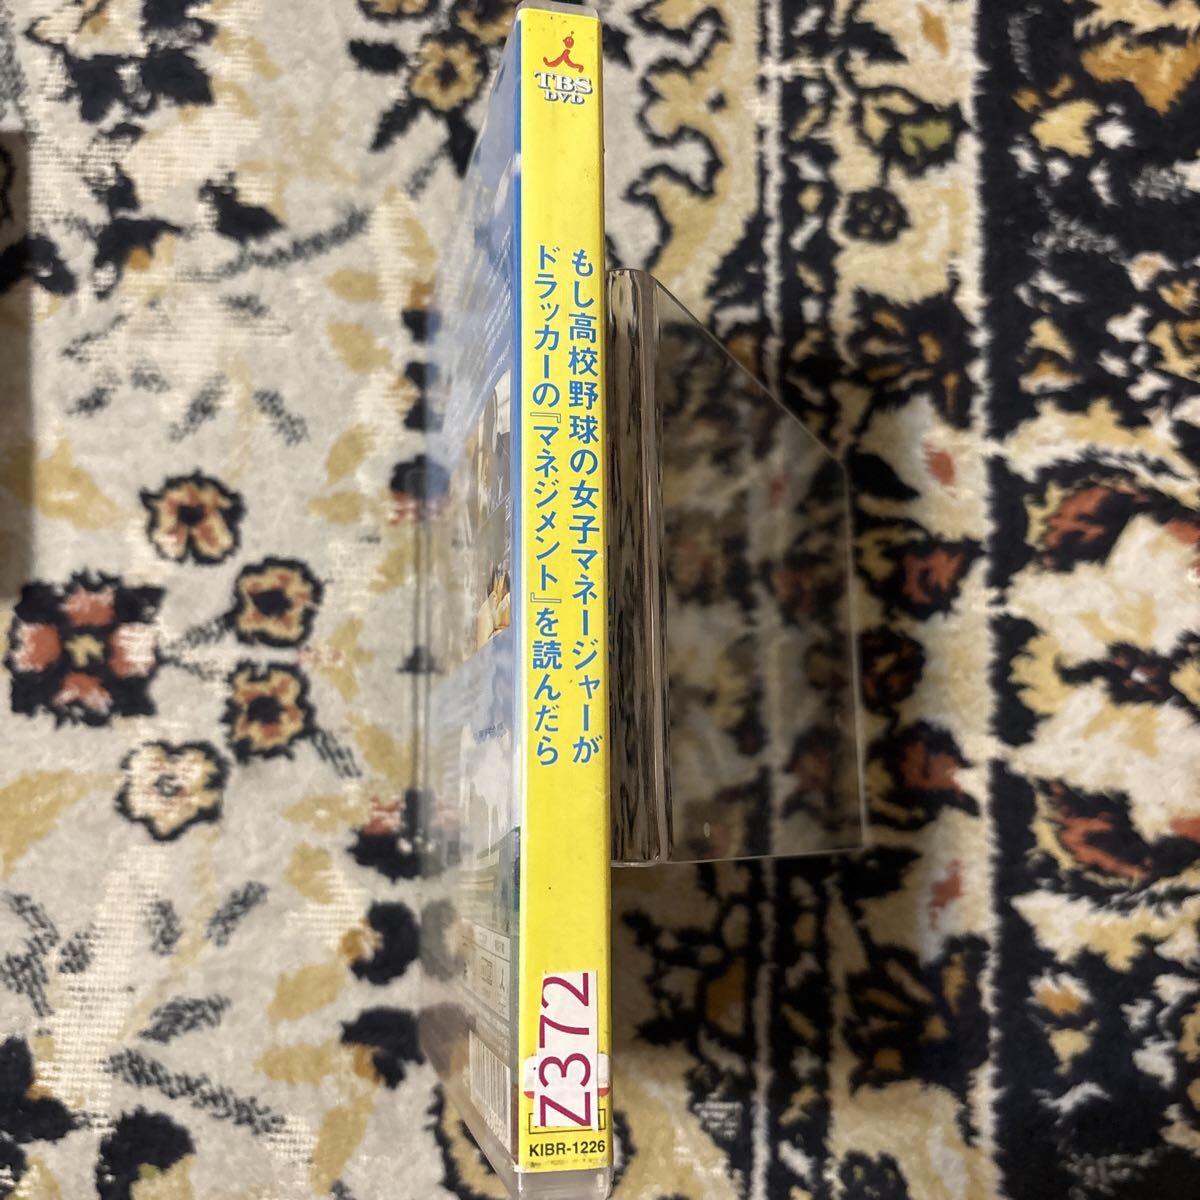 TBS
DVD
もし高校野球の女子マネージャーが
ドラッカーの『マネジメント』を読んだら
Z372
KIBR-1226